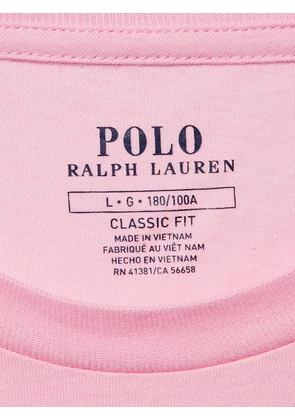 POLO
RALPH LAUREN
L • G • 180/100A
CLASSIC FIT
MADE IN VIETNAM
FABRIQUÉ AU VIÊT NAM
HECHO EN VIETNAM
RN 41381/CA 56658